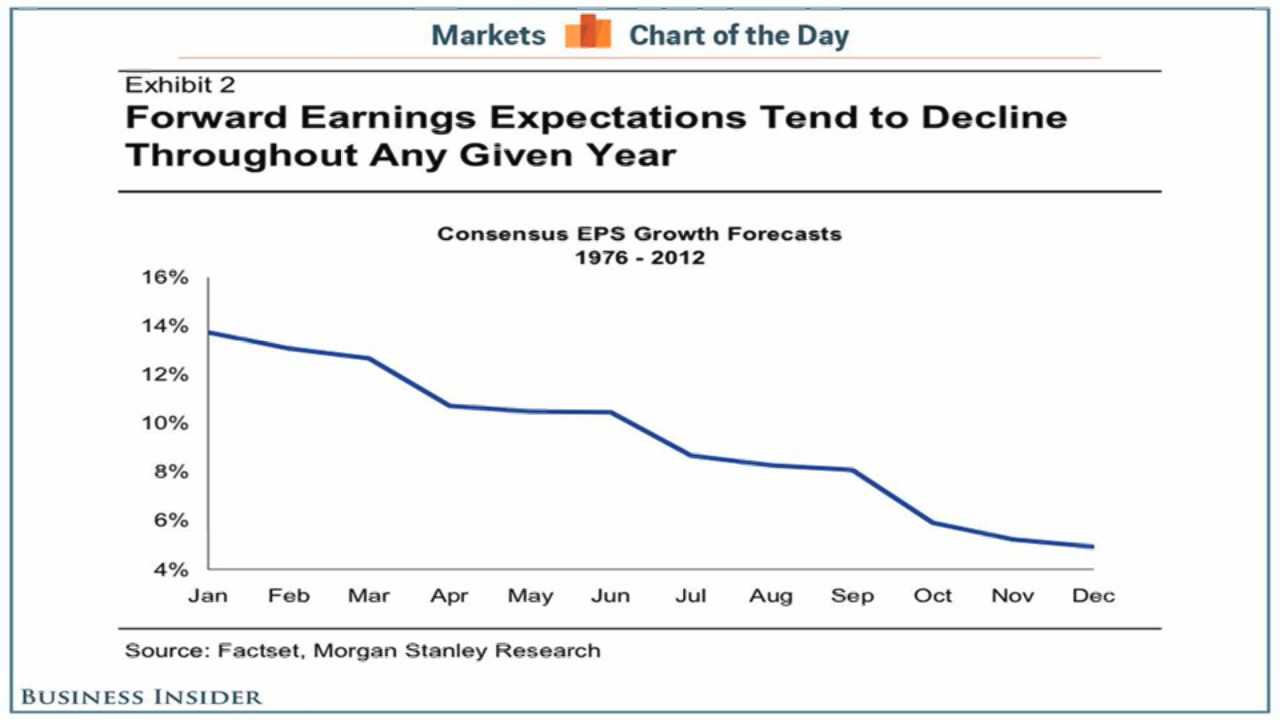 Markets Chart of the Day
Exhibit 2
Forward Earnings Expectations Tend to Decline
Throughout Any Given Year
Consensus EPS Growth Forecasts
1976 - 2012
16%
14%
12%
10%
8%
6%
4%
Jan Feb Mar Apr May Jun Jul Aug Sep Oct Nov Dec
Source: Factset, Morgan Stanley Research
BUSINESS INSIDER